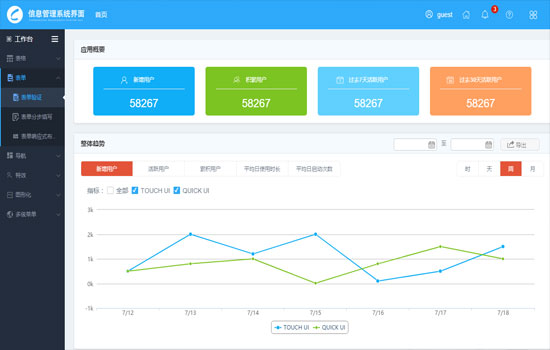 信息管理系统界面
首页
guest
3
工作台
表格
表单
表单验证
表单分步填写
表单响应式布...
导航
特效
图形化
多级菜单
应用概要
新增用户
积累用户
过去7天活跃用户
过去30天活跃用户
58267
58267
58267
58267
整体趋势
至
导出
新增用户
活跃用户
累积用户
平均日使用时长
平均日启动次数
时
天
周
月
指标：
全部
TOUCH UI
QUICK UI
3k
2k
1k
0k
-1k
7/12
7/13
7/14
7/15
7/16
7/17
7/18
TOUCH UI
QUICK UI